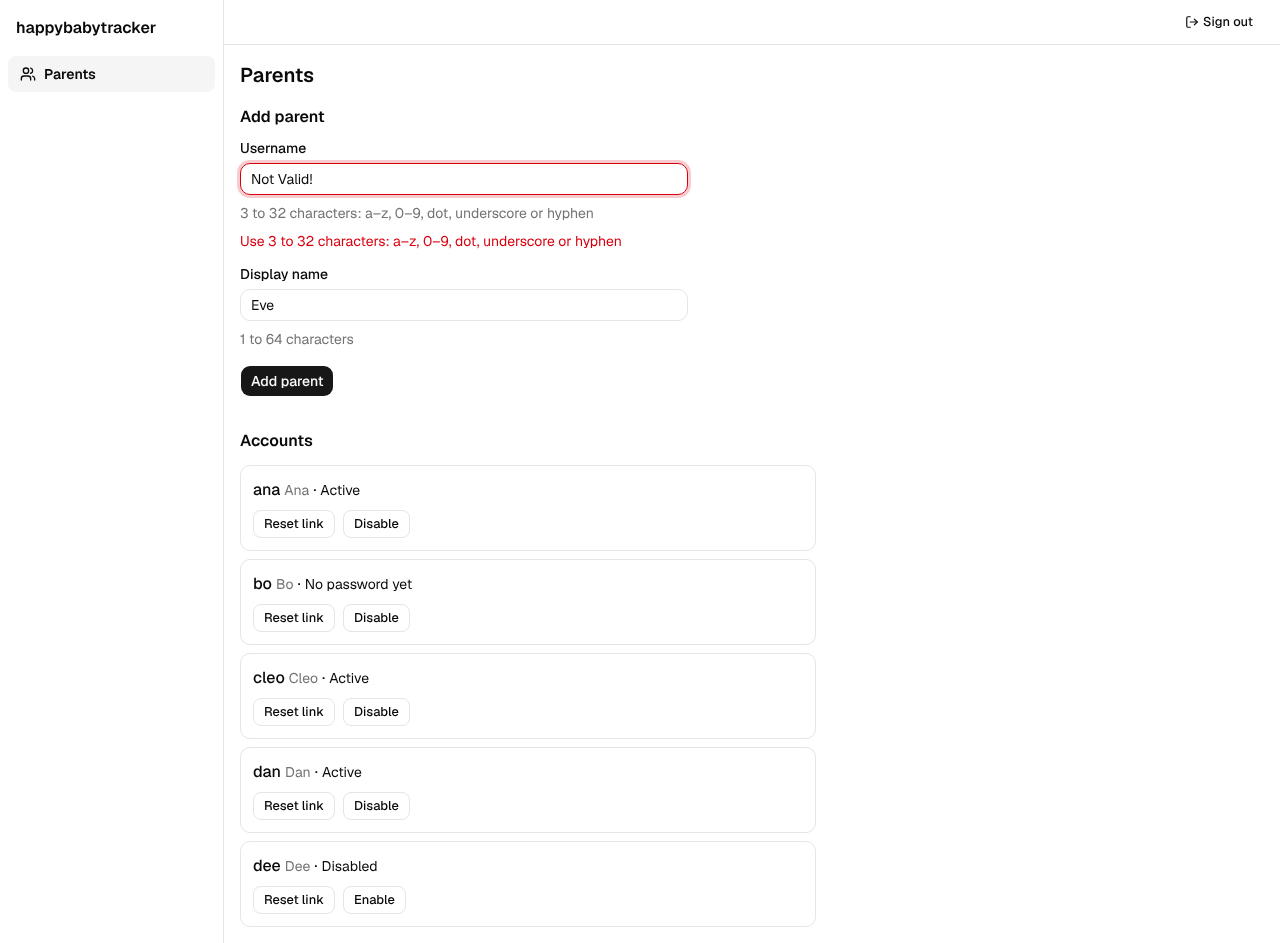 happybabytracker
Sign out
Parents
Parents
Add parent
Username
Not Valid!
3 to 32 characters: a–z, 0–9, dot, underscore or hyphen
Use 3 to 32 characters: a–z, 0–9, dot, underscore or hyphen
Display name
Eve
1 to 64 characters
Add parent
Accounts
ana Ana · Active
Reset link Disable
bo Bo · No password yet
Reset link Disable
cleo Cleo · Active
Reset link Disable
dan Dan · Active
Reset link Disable
dee Dee · Disabled
Reset link Enable